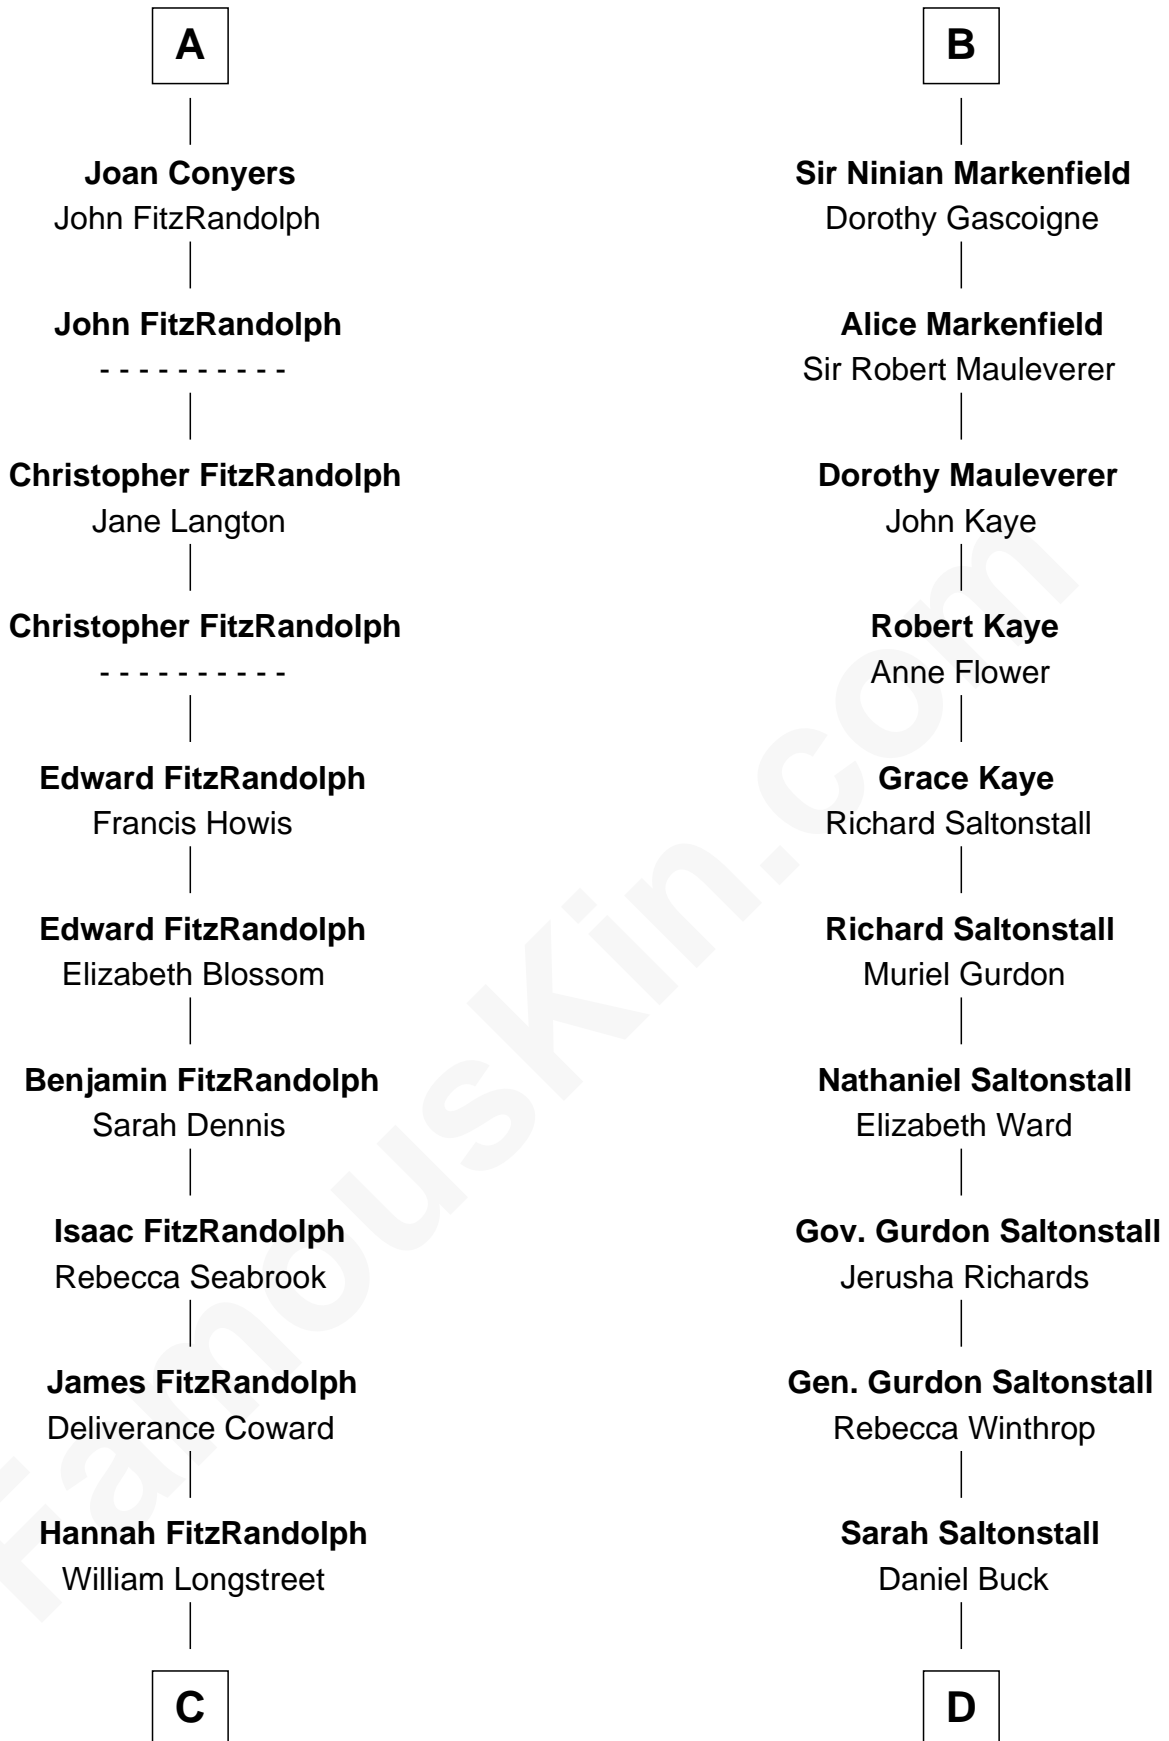 A
Joan Conyers
John FitzRandolph
John FitzRandolph
- - - - - - - - - -
Christopher FitzRandolph
Jane Langton
Christopher FitzRandolph
- - - - - - - - - -
Edward FitzRandolph
Francis Howis
Edward FitzRandolph
Elizabeth Blossom
Benjamin FitzRandolph
Sarah Dennis
Isaac FitzRandolph
Rebecca Seabrook
James FitzRandolph
Deliverance Coward
Hannah FitzRandolph
William Longstreet
C
B
Sir Ninian Markenfield
Dorothy Gascoigne
Alice Markenfield
Sir Robert Mauleverer
Dorothy Mauleverer
John Kaye
Robert Kaye
Anne Flower
Grace Kaye
Richard Saltonstall
Richard Saltonstall
Muriel Gurdon
Nathaniel Saltonstall
Elizabeth Ward
Gov. Gurdon Saltonstall
Jerusha Richards
Gen. Gurdon Saltonstall
Rebecca Winthrop
Sarah Saltonstall
Daniel Buck
D
FamousKin.com